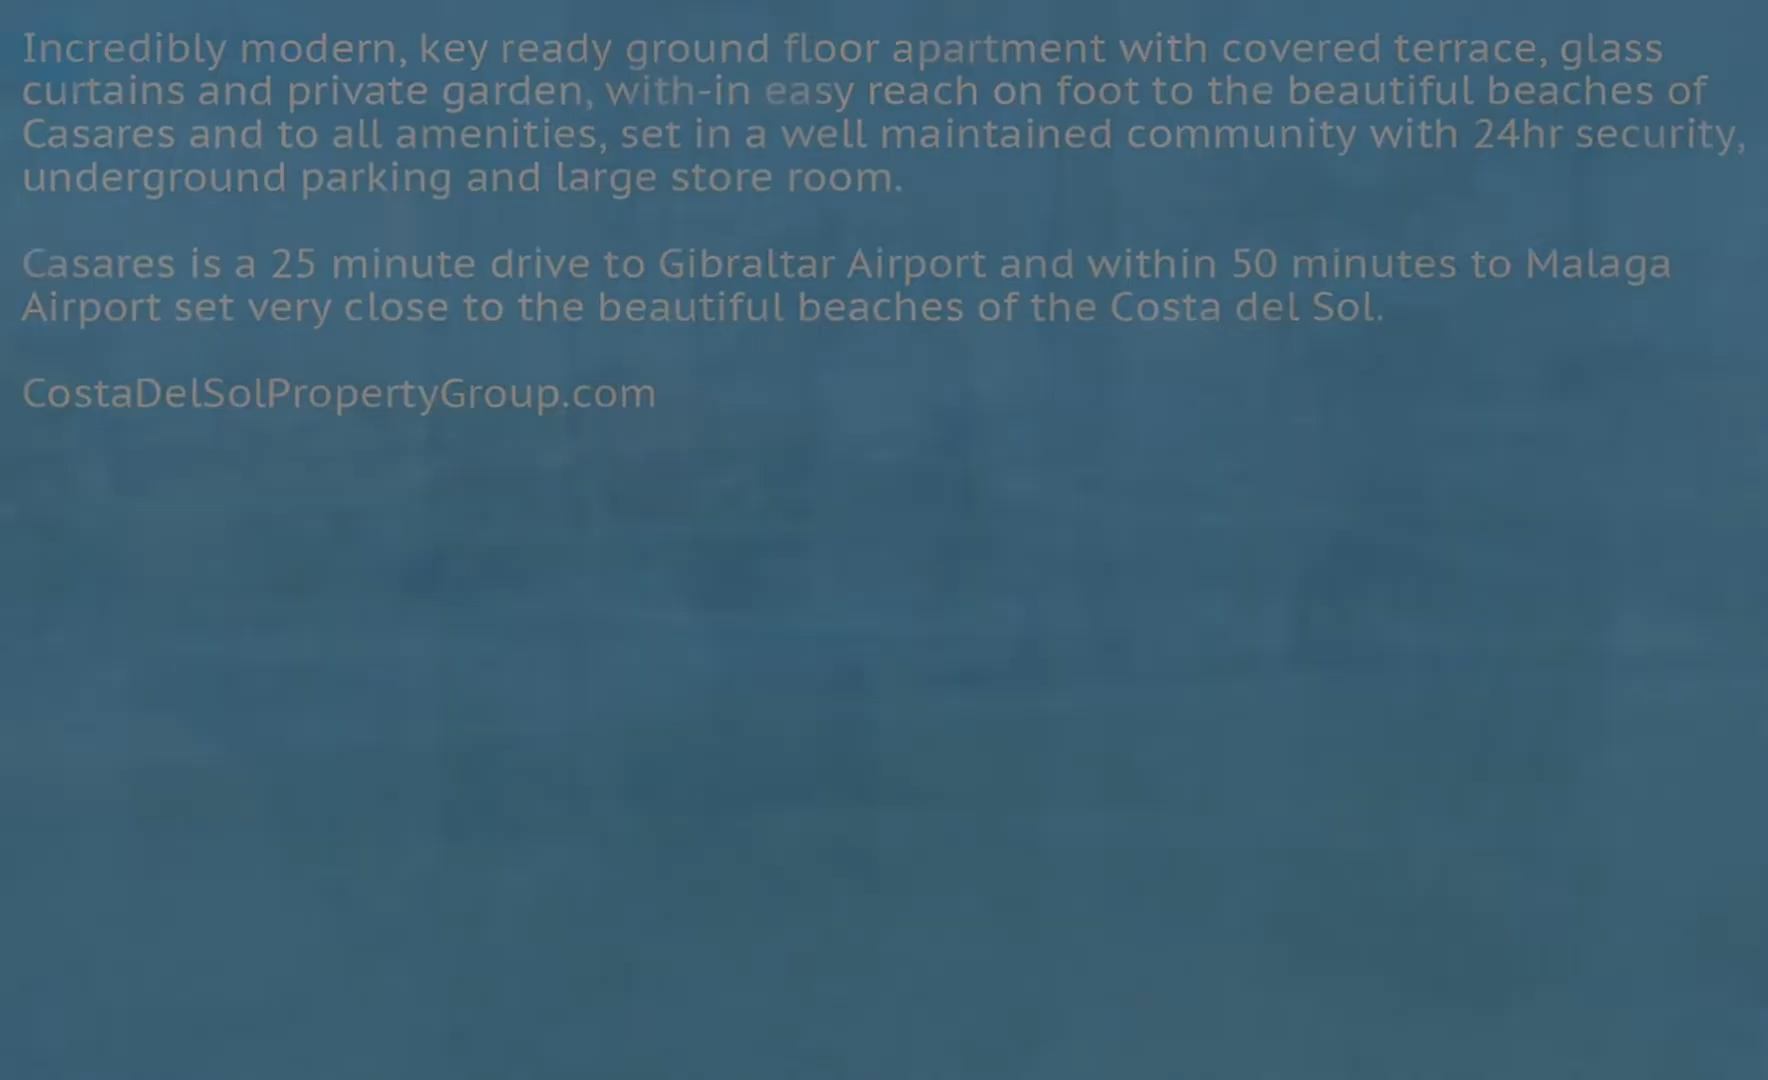 Incredibly modern, key ready ground floor apartment with covered terrace, glass
curtains and private garden, with-in easy reach on foot to the beautiful beaches of
Casares and to all amenities, set in a well maintained community with 24hr security,
underground parking and large store room.
Casares is a 25 minute drive to Gibraltar Airport and within 50 minutes to Malaga
Airport set very close to the beautiful beaches of the Costa del Sol.
CostaDelSolPropertyGroup.com